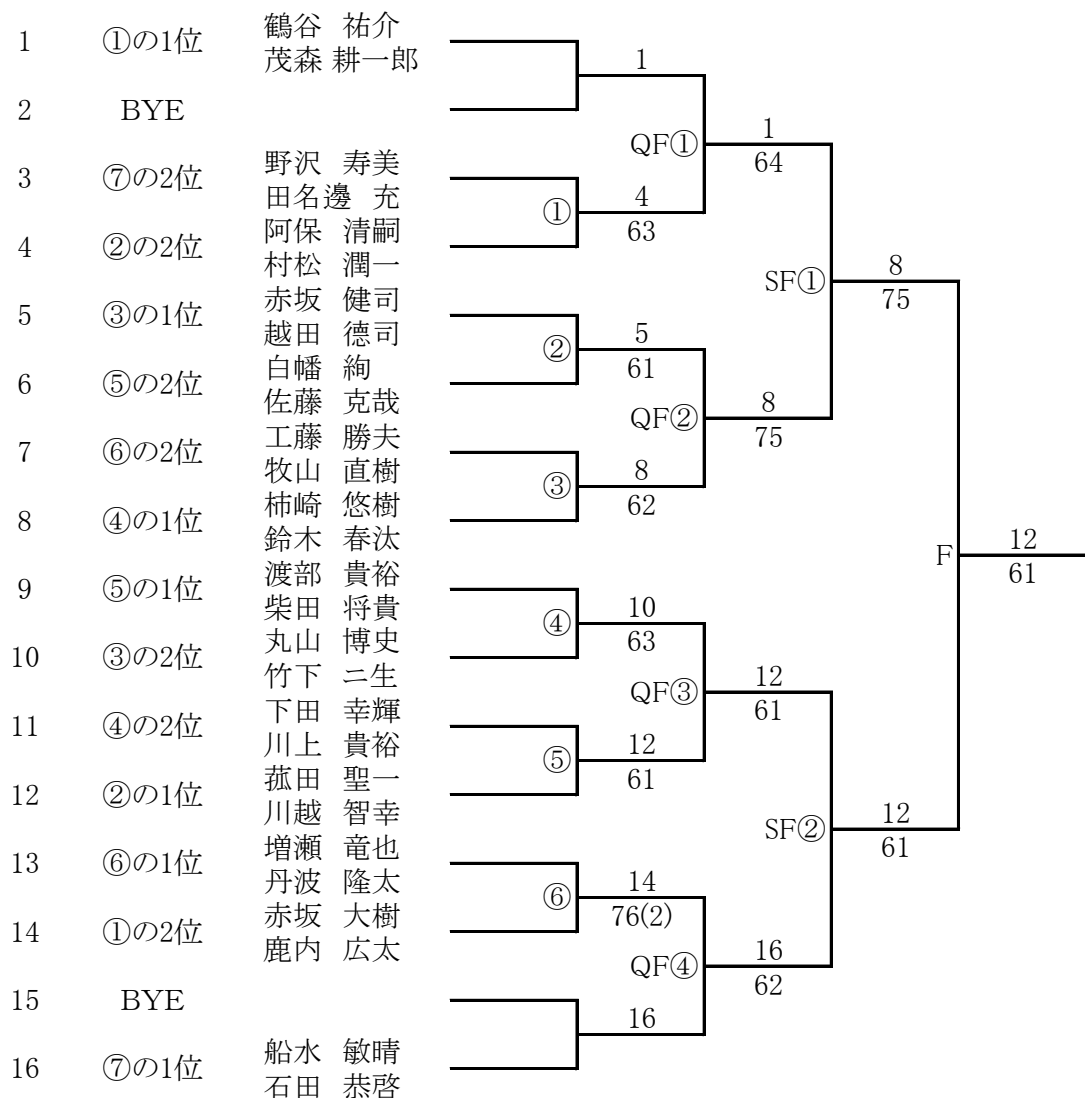 1 ①の1位 鶴谷 祐介
茂森 耕一郎
2 BYE
3 ⑦の2位 野沢 寿美
田名邊 充
4 ②の2位 阿保 清嗣
村松 潤一
5 ③の1位 赤坂 健司
越田 德司
6 ⑤の2位 白幡 絢
佐藤 克哉
7 ⑥の2位 工藤 勝夫
牧山 直樹
8 ④の1位 柿崎 悠樹
鈴木 春汰
9 ⑤の1位 渡部 貴裕
柴田 将貴
10 ③の2位 丸山 博史
竹下 ニ生
11 ④の2位 下田 幸輝
川上 貴裕
12 ②の1位 菰田 聖一
川越 智幸
13 ⑥の1位 増瀬 竜也
丹波 隆太
14 ①の2位 赤坂 大樹
鹿内 広太
15 BYE
16 ⑦の1位 船水 敏晴
石田 恭啓
1
① 4
63
② 5
61
③ 8
62
④ 10
63
⑤ 12
61
⑥ 14
76(2)
16
QF① 1
64
QF② 8
75
QF③ 12
61
QF④ 16
62
SF① 8
75
SF② 12
61
F 12
61